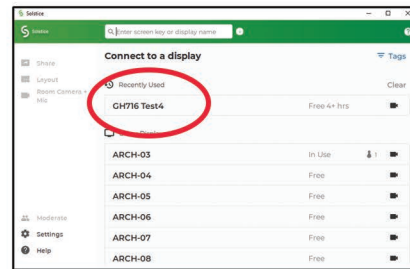 Solstice
Solstice
Enter screen key or display name
Share
Layout
Room Camera +
Mic
Moderate
Settings
Help
Connect to a display
Tags
Recently Used
Clear
GH716 Test4
Free 4+ hrs
ARCH-03
In Use
1
ARCH-04
Free
ARCH-05
Free
ARCH-06
Free
ARCH-07
Free
ARCH-08
Free